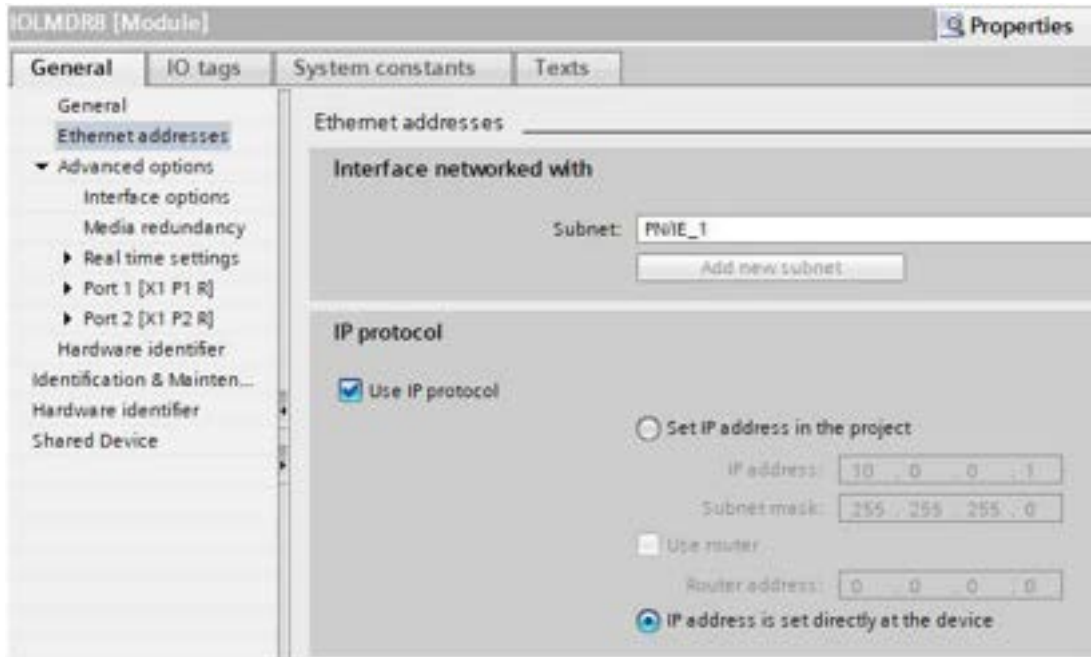 IOLMDR8 [Module]
Properties
General
IO tags
System constants
Texts
General
Ethernet addresses
Advanced options
Interface options
Media redundancy
Real time settings
Port 1 [X1 P1 R]
Port 2 [X1 P2 R]
Hardware identifier
Identification & Mainten...
Hardware identifier
Shared Device
Ethernet addresses
Interface networked with
Subnet: PN/IE_1
Add new subnet
IP protocol
Use IP protocol
Set IP address in the project
IP address: 10 . 0 . 0 . 1
Subnet mask: 255 . 255 . 255 . 0
Use router
Router address: 0 . 0 . 0 . 0
IP address is set directly at the device